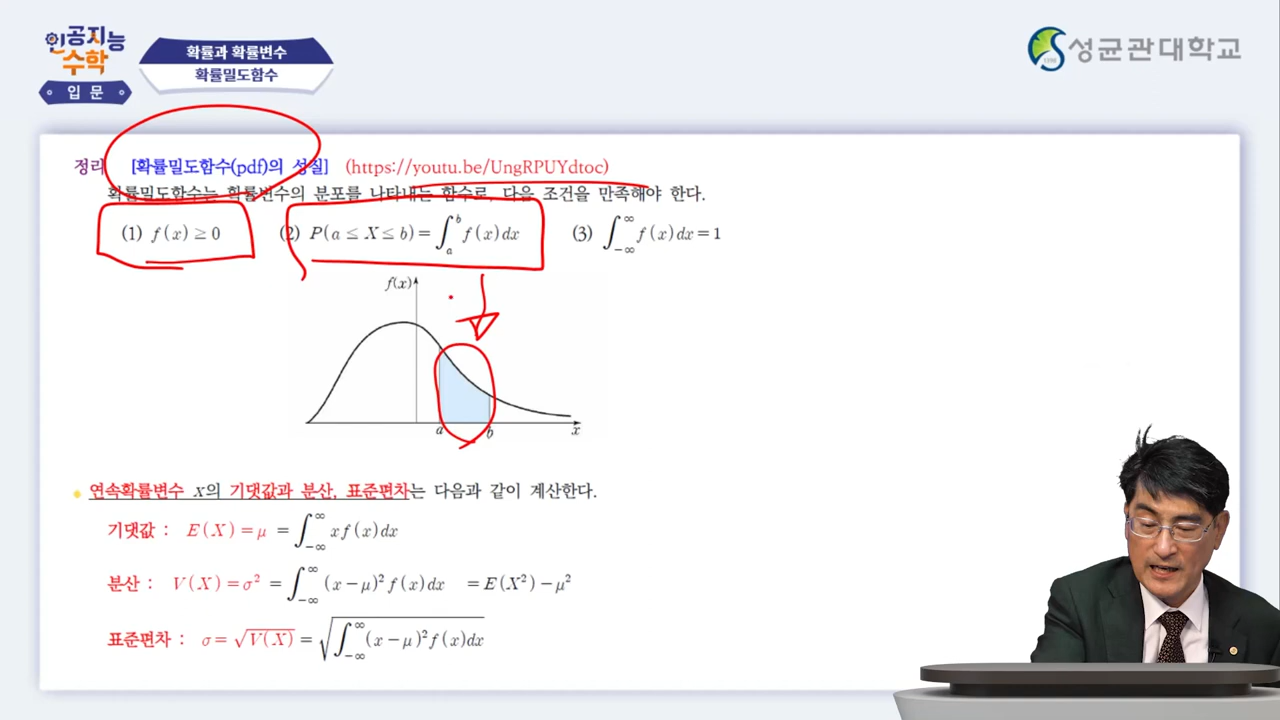 인공지능
수학
입문
확률과 확률변수
확률밀도함수
성균관대학교
정리 [확률밀도함수(pdf)의 성질] (https://youtu.be/UngRPUYdtoc)
확률밀도함수는 확률변수의 분포를 나타내는 함수로, 다음 조건을 만족해야 한다.
(1) f(x) ≥ 0 (2) P(a ≤ X ≤ b) = ∫_a^b f(x)dx (3) ∫_{-∞}^{∞} f(x)dx = 1
f(x)
a b x
연속확률변수 X의 기댓값과 분산, 표준편차는 다음과 같이 계산한다.
기댓값 : E(X) = μ = ∫_{-∞}^{∞} x f(x)dx
분산 : V(X) = σ² = ∫_{-∞}^{∞} (x-μ)² f(x)dx = E(X²) - μ²
표준편차 : σ = √V(X) = √∫_{-∞}^{∞} (x-μ)² f(x)dx